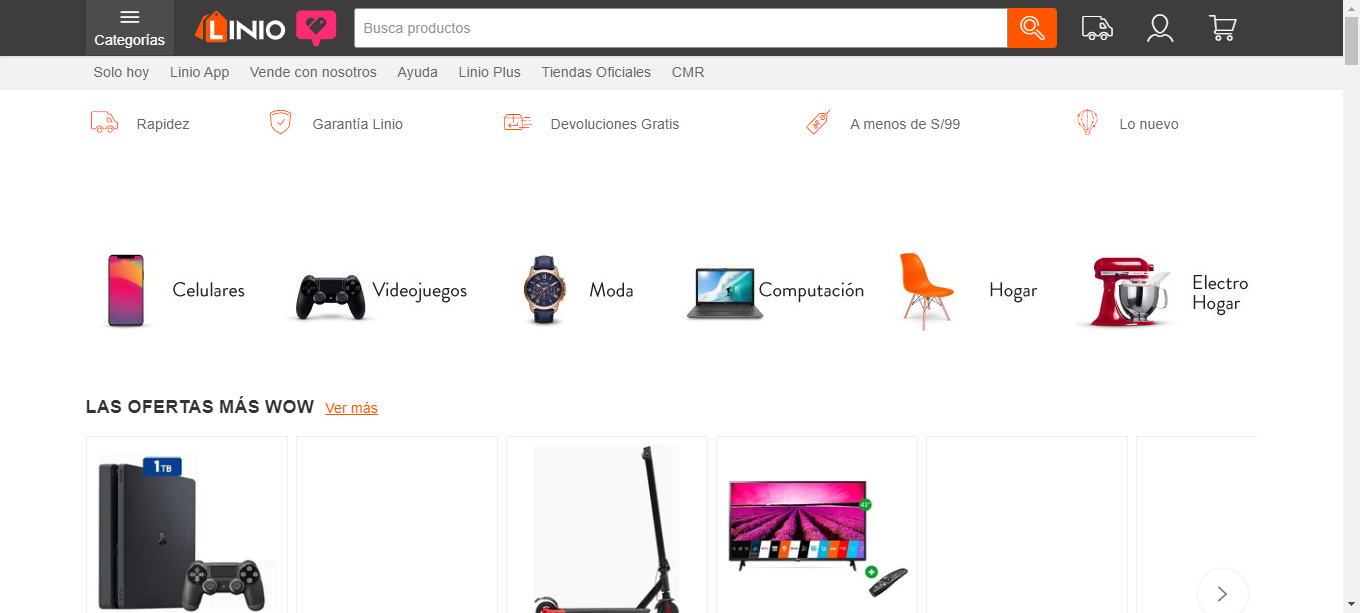 Categorías
LINIO
Busca productos
Solo hoy
Linio App
Vende con nosotros
Ayuda
Linio Plus
Tiendas Oficiales
CMR
Rapidez
Garantía Linio
Devoluciones Gratis
A menos de S/99
Lo nuevo
Celulares
Videojuegos
Moda
Computación
Hogar
Electro
Hogar
LAS OFERTAS MÁS WOW Ver más
1TB
43"